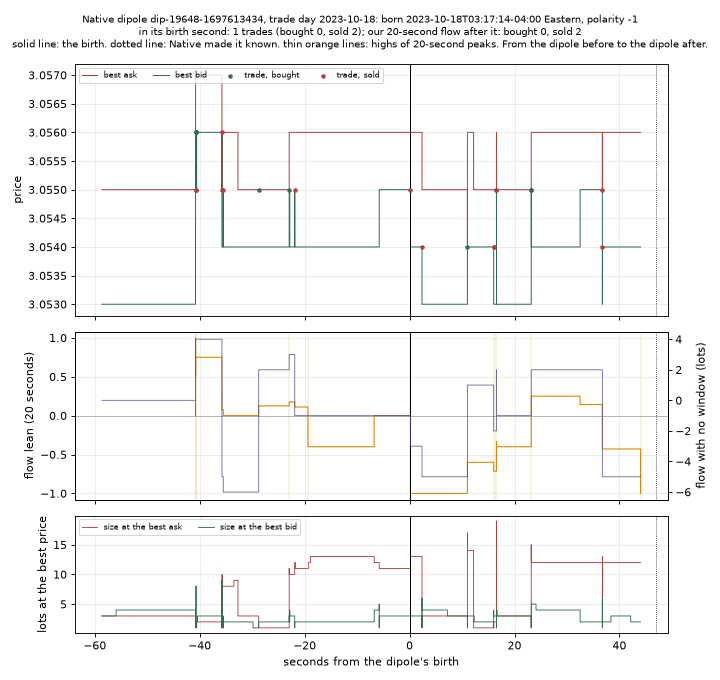 Native dipole dip-19648-1697613434, trade day 2023-10-18: born 2023-10-18T03:17:14-04:00 Eastern, polarity -1
in its birth second: 1 trades (bought 0, sold 2); our 20-second flow after it: bought 0, sold 2
solid line: the birth. dotted line: Native made it known. thin orange lines: highs of 20-second peaks. From the dipole before to the dipole after.
best ask
best bid
trade, bought
trade, sold
3.0570
3.0565
3.0560
3.0555
3.0550
3.0545
3.0540
3.0535
3.0530
price
1.0
0.5
0.0
−0.5
−1.0
flow lean (20 seconds)
4
2
0
−2
−4
−6
flow with no window (lots)
size at the best ask
size at the best bid
15
10
5
lots at the best price
−60
−40
−20
0
20
40
seconds from the dipole's birth